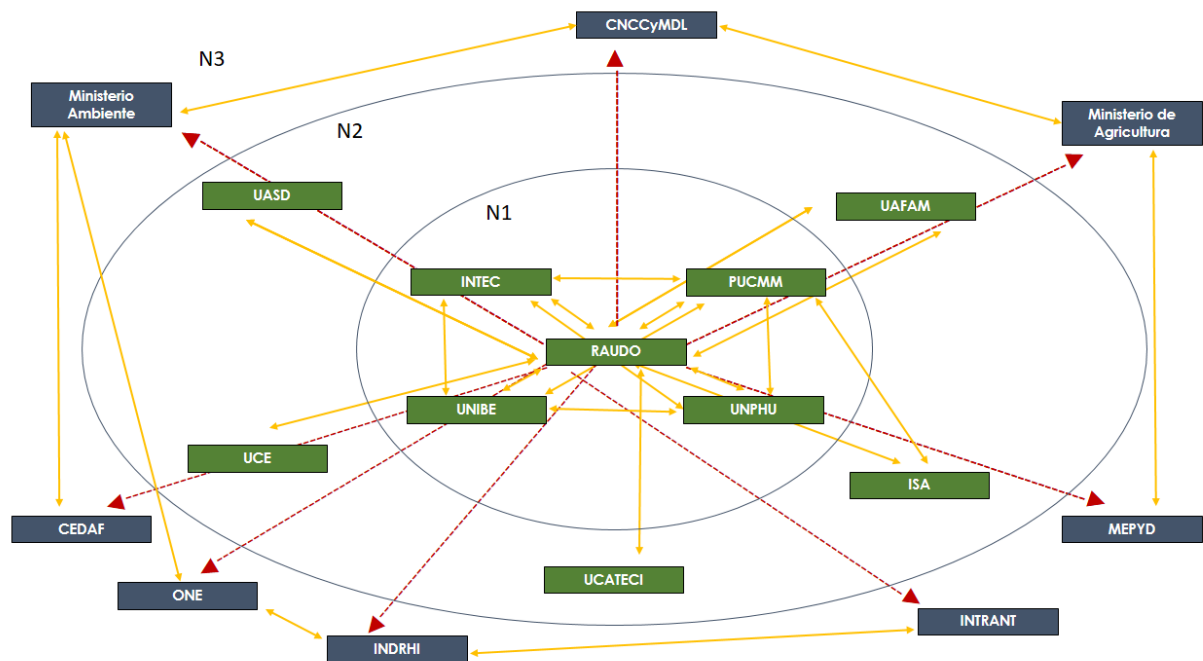 CNCCyMDL
N3
Ministerio
Ambiente
Ministerio de
Agricultura
N2
UASD
UAFAM
N1
INTEC
PUCMM
RAUDO
UNIBE
UNPHU
UCE
ISA
CEDAF
MEPYD
UCATECI
ONE
INTRANT
INDRHI